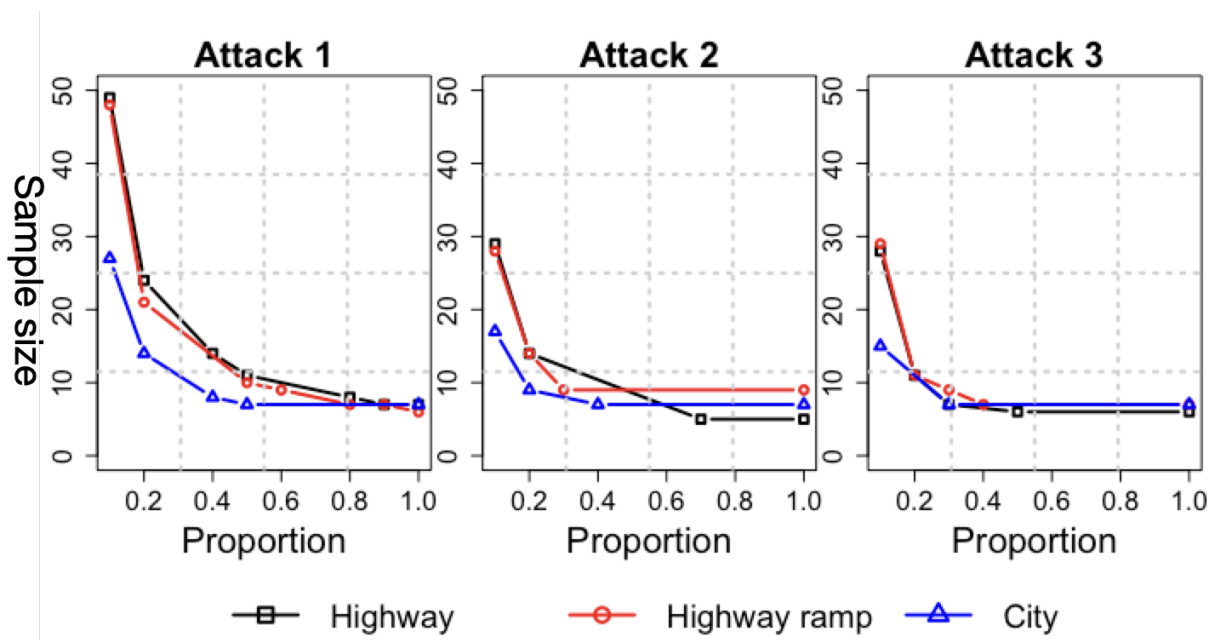 Attack 1 Attack 2 Attack 3
Sample size
50 50 50
40 40 40
30 30 30
20 20 20
10 10 10
0 0 0
0.2 0.4 0.6 0.8 1.0 0.2 0.4 0.6 0.8 1.0 0.2 0.4 0.6 0.8 1.0
Proportion Proportion Proportion
Highway Highway ramp City